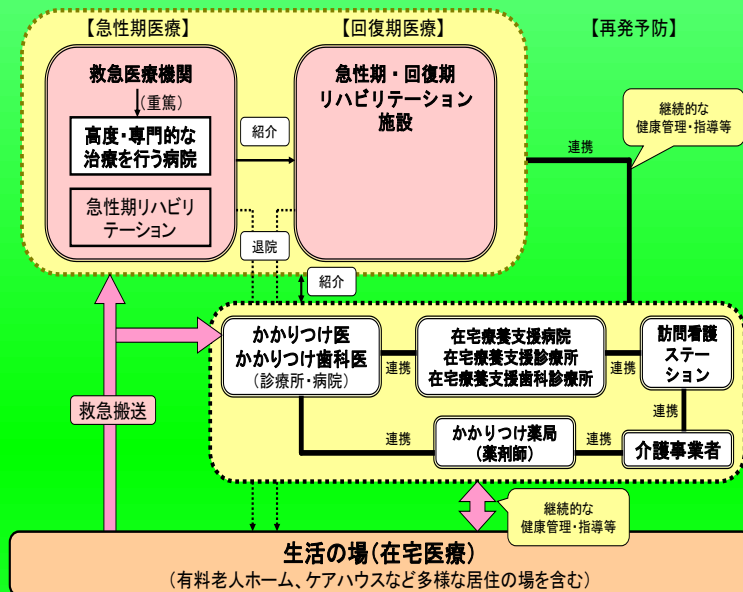 【急性期医療】
【回復期医療】
【再発予防】
救急医療機関
(重篤)
高度・専門的な
治療を行う病院
急性期リハビリ
テーション
紹介
急性期・回復期
リハビリテーション
施設
連携
継続的な
健康管理・指導等
退院
紹介
かかりつけ医
かかりつけ歯科医
(診療所・病院)
連携
在宅療養支援病院
在宅療養支援診療所
在宅療養支援歯科診療所
連携
訪問看護
ステー
ション
連携
連携
かかりつけ薬局
(薬剤師)
連携
介護事業者
救急搬送
継続的な
健康管理・指導等
生活の場(在宅医療)
(有料老人ホーム、ケアハウスなど多様な居住の場を含む)